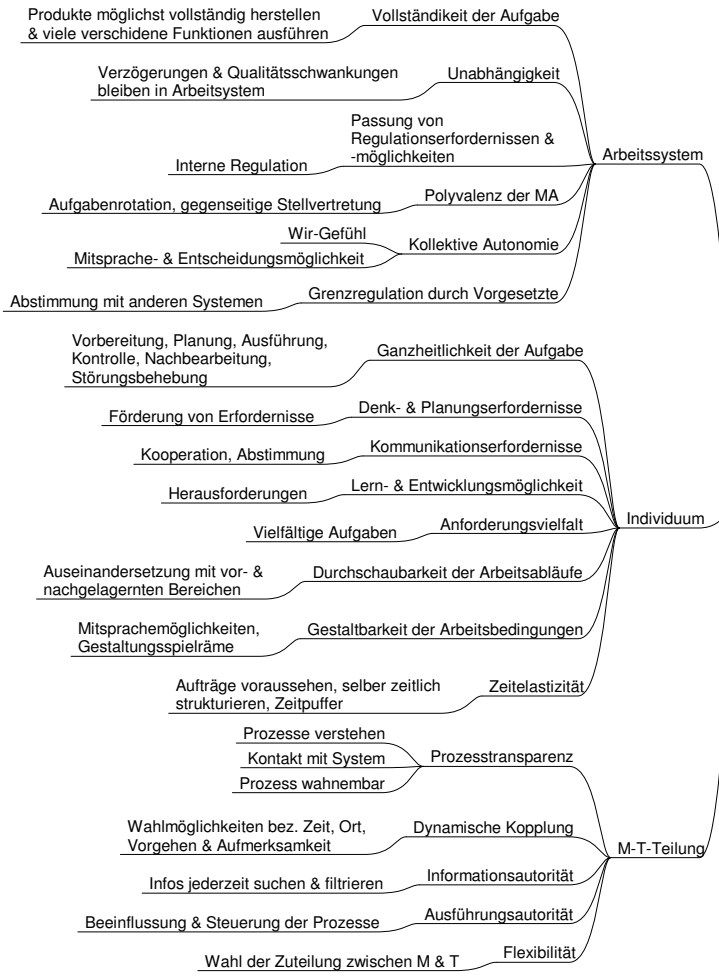 Produkte möglichst vollständig herstellen
& viele verschidene Funktionen ausführen
Vollständikeit der Aufgabe
Verzögerungen & Qualitätsschwankungen
bleiben in Arbeitsystem
Unabhängigkeit
Passung von
Regulationserfordernissen &
-möglichkeiten
Interne Regulation
Arbeitssystem
Aufgabenrotation, gegenseitige Stellvertretung
Polyvalenz der MA
Wir-Gefühl
Mitsprache- & Entscheidungsmöglichkeit
Kollektive Autonomie
Abstimmung mit anderen Systemen
Grenzregulation durch Vorgesetzte
Vorbereitung, Planung, Ausführung,
Kontrolle, Nachbearbeitung,
Störungsbehebung
Ganzheitlichkeit der Aufgabe
Förderung von Erfordernisse
Denk- & Planungserfordernisse
Kooperation, Abstimmung
Kommunikationserfordernisse
Herausforderungen
Lern- & Entwicklungsmöglichkeit
Vielfältige Aufgaben
Anforderungsvielfalt
Individuum
Auseinandersetzung mit vor- &
nachgelagernten Bereichen
Durchschaubarkeit der Arbeitsabläufe
Mitsprachemöglichkeiten,
Gestaltungsspielräme
Gestaltbarkeit der Arbeitsbedingungen
Aufträge voraussehen, selber zeitlich
strukturieren, Zeitpuffer
Zeitelastizität
Prozesse verstehen
Kontakt mit System
Prozess wahnembar
Prozesstransparenz
Wahlmöglichkeiten bez. Zeit, Ort,
Vorgehen & Aufmerksamkeit
Dynamische Kopplung
M-T-Teilung
Infos jederzeit suchen & filtrieren
Informationsautorität
Beeinflussung & Steuerung der Prozesse
Ausführungsautorität
Wahl der Zuteilung zwischen M & T
Flexibilität